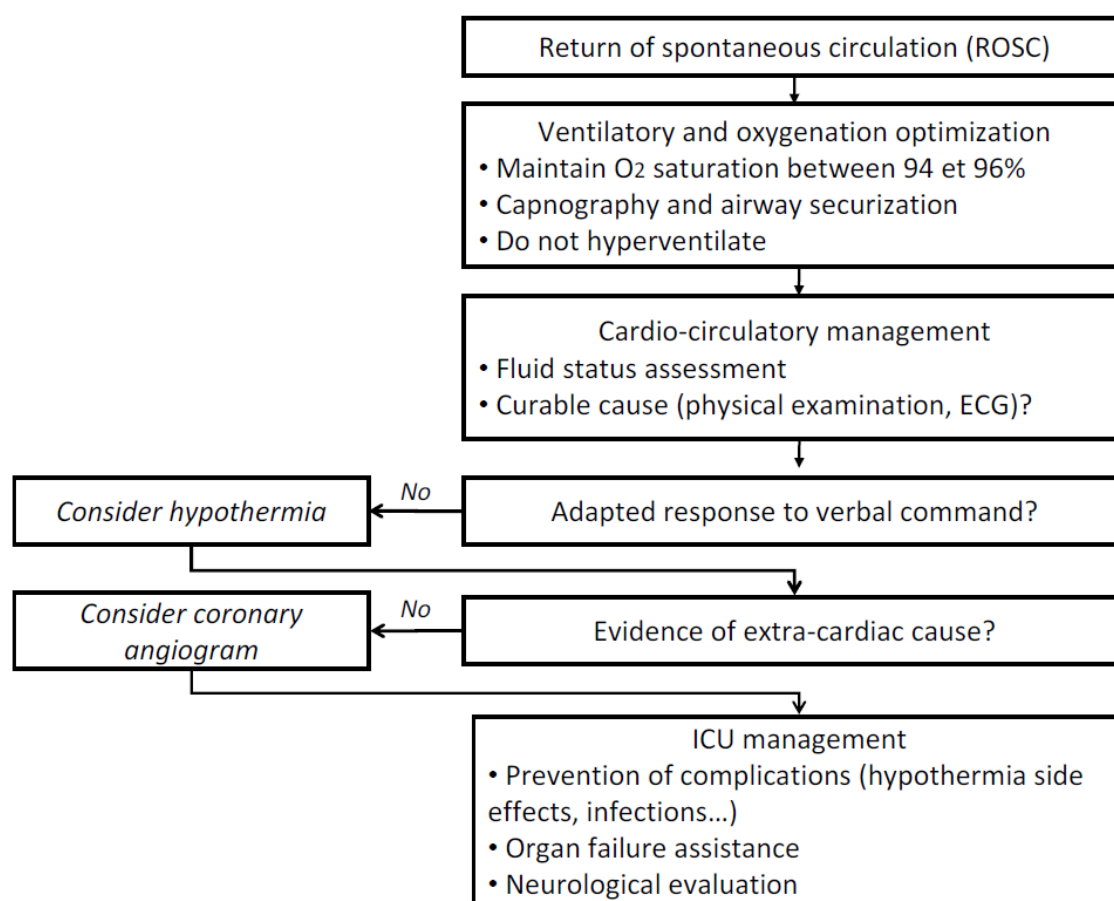 Return of spontaneous circulation (ROSC)
Ventilatory and oxygenation optimization
• Maintain O2 saturation between 94 et 96%
• Capnography and airway securization
• Do not hyperventilate
Cardio-circulatory management
• Fluid status assessment
• Curable cause (physical examination, ECG)?
Consider hypothermia
No
Adapted response to verbal command?
Consider coronary
angiogram
No
Evidence of extra-cardiac cause?
ICU management
• Prevention of complications (hypothermia side
effects, infections…)
• Organ failure assistance
• Neurological evaluation